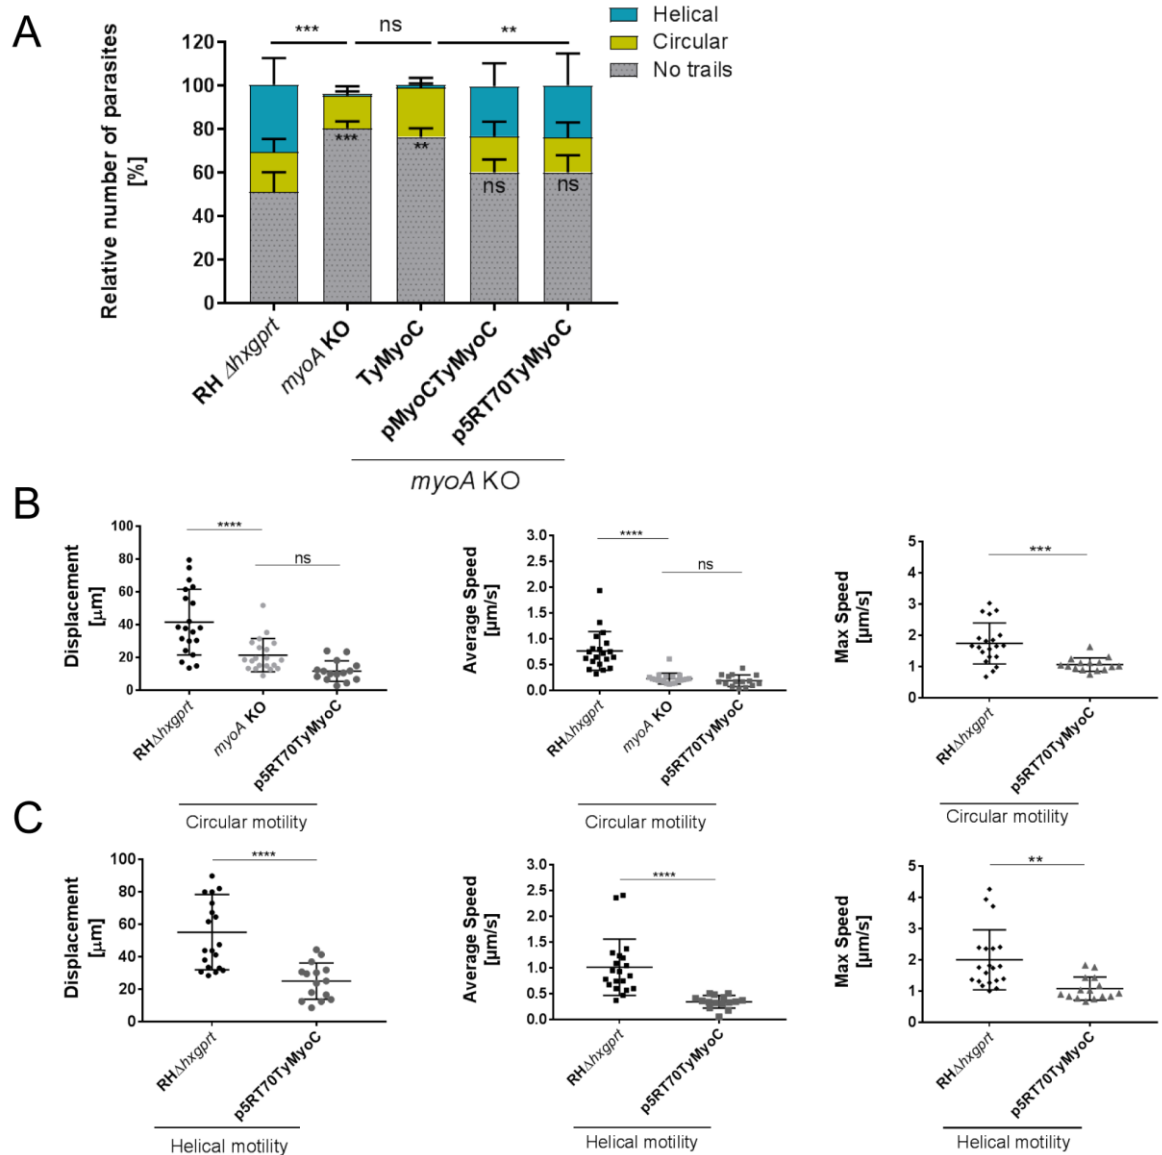 A
Helical
Circular
No trails
*** ns **
Relative number of parasites
[%]
120
100
80
60
40
20
0
***
**
ns
ns
RH Δhxgprt
myoA KO
TyMyoC
pMyoCTyMyoC
p5RT70TyMyoC
myoA KO
B
Displacement
[µm]
100
80
60
40
20
0
****
ns
RHΔhxgprt
myoA KO
p5RT70TyMyoC
Circular motility
Average Speed
[µm/s]
3.0
2.5
2.0
1.5
1.0
0.5
0.0
****
ns
RHΔhxgprt
myoA KO
p5RT70TyMyoC
Circular motility
Max Speed
[µm/s]
5
4
3
2
1
0
***
RHΔhxgprt
p5RT70TyMyoC
Circular motility
C
Displacement
[µm]
100
80
60
40
20
0
****
RHΔhxgprt
p5RT70TyMyoC
Helical motility
Average Speed
[µm/s]
3.0
2.5
2.0
1.5
1.0
0.5
0.0
****
RHΔhxgprt
p5RT70TyMyoC
Helical motility
Max Speed
[µm/s]
5
4
3
2
1
0
**
RHΔhxgprt
p5RT70TyMyoC
Helical motility